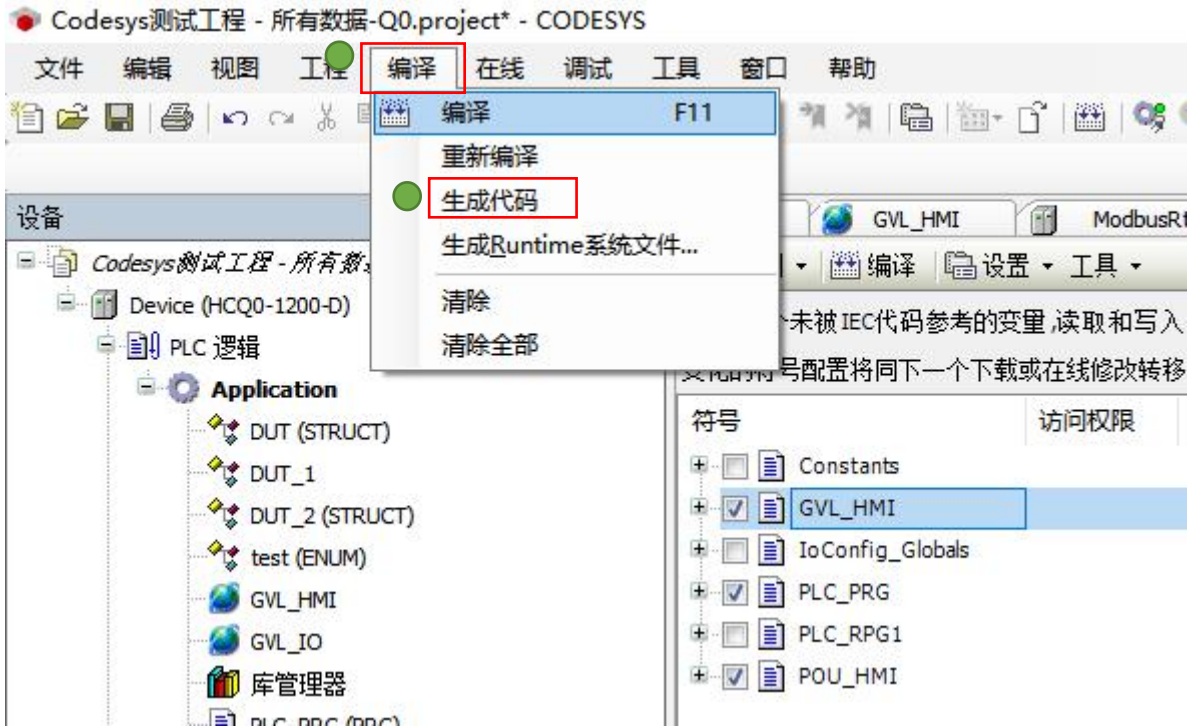 Codesys测试工程 - 所有数据-Q0.project* - CODESYS
文件 编辑 视图 工程 编译 在线 调试 工具 窗口 帮助
编译 F11
重新编译
生成代码
生成Runtime系统文件...
清除
清除全部
设备
Codesys测试工程 - 所有数
Device (HCQ0-1200-D)
PLC 逻辑
Application
DUT (STRUCT)
DUT_1
DUT_2 (STRUCT)
test (ENUM)
GVL_HMI
GVL_IO
库管理器
PLC_PRG (PRG)
GVL_HMI ModbusRt
编译 设置 工具
未被IEC代码参考的变量,读取和写入
变化的符号配置将同下一个下载或在线修改转移
符号 访问权限
Constants
GVL_HMI
IoConfig_Globals
PLC_PRG
PLC_RPG1
POU_HMI